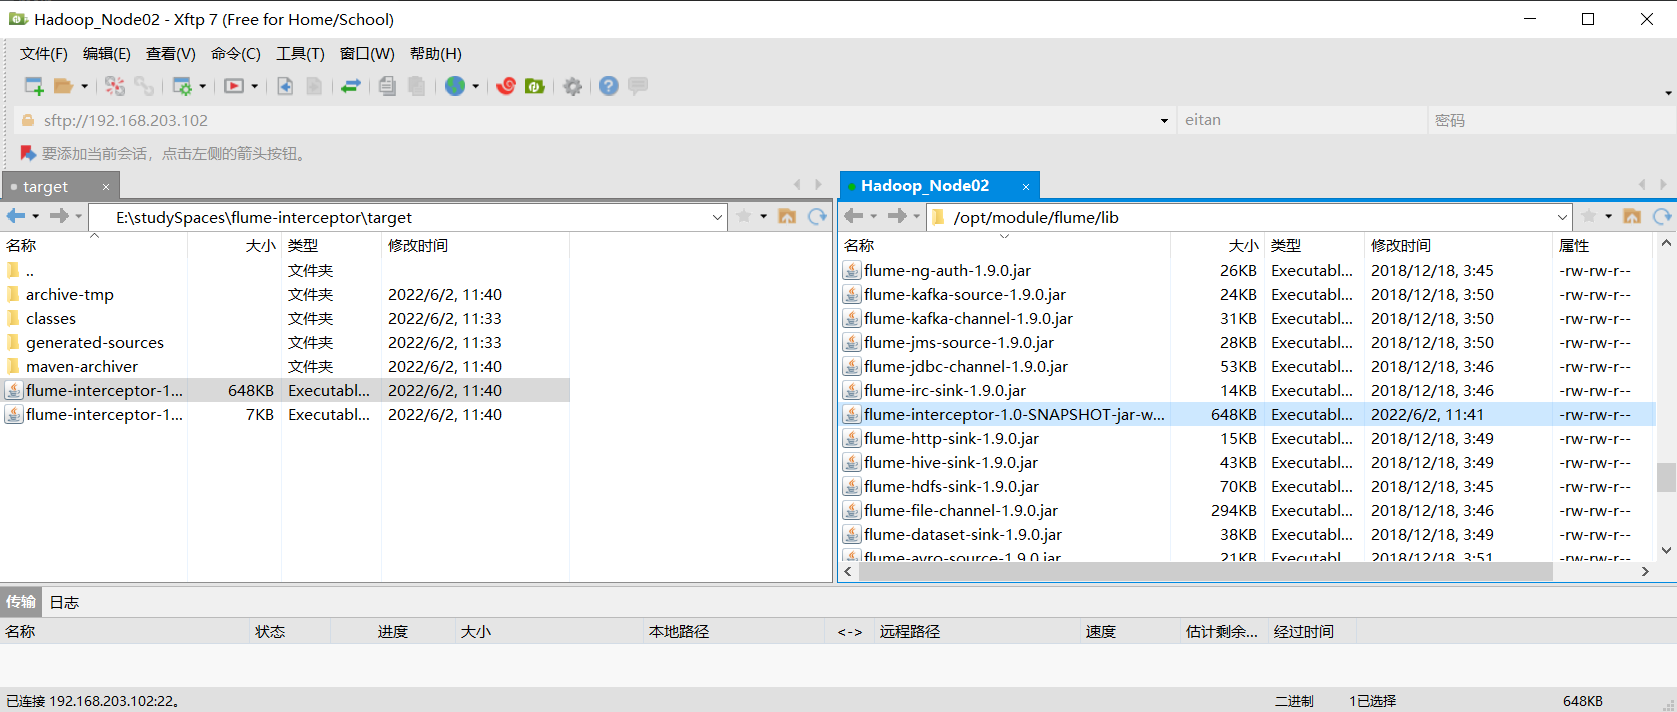 Hadoop_Node02 - Xftp 7 (Free for Home/School)
文件(F) 编辑(E) 查看(V) 命令(C) 工具(T) 窗口(W) 帮助(H)
sftp://192.168.203.102 eitan 密码
要添加当前会话，点击左侧的箭头按钮。
target ×
E:\studySpaces\flume-interceptor\target
名称 大小 类型 修改时间
.. 文件夹
archive-tmp 文件夹 2022/6/2, 11:40
classes 文件夹 2022/6/2, 11:33
generated-sources 文件夹 2022/6/2, 11:33
maven-archiver 文件夹 2022/6/2, 11:40
flume-interceptor-1... 648KB Executabl... 2022/6/2, 11:40
flume-interceptor-1... 7KB Executabl... 2022/6/2, 11:40
Hadoop_Node02 ×
/opt/module/flume/lib
名称 大小 类型 修改时间 属性
flume-ng-auth-1.9.0.jar 26KB Executabl... 2018/12/18, 3:45 -rw-rw-r--
flume-kafka-source-1.9.0.jar 24KB Executabl... 2018/12/18, 3:50 -rw-rw-r--
flume-kafka-channel-1.9.0.jar 31KB Executabl... 2018/12/18, 3:50 -rw-rw-r--
flume-jms-source-1.9.0.jar 28KB Executabl... 2018/12/18, 3:50 -rw-rw-r--
flume-jdbc-channel-1.9.0.jar 53KB Executabl... 2018/12/18, 3:46 -rw-rw-r--
flume-irc-sink-1.9.0.jar 14KB Executabl... 2018/12/18, 3:46 -rw-rw-r--
flume-interceptor-1.0-SNAPSHOT-jar-w... 648KB Executabl... 2022/6/2, 11:41 -rw-rw-r--
flume-http-sink-1.9.0.jar 15KB Executabl... 2018/12/18, 3:49 -rw-rw-r--
flume-hive-sink-1.9.0.jar 43KB Executabl... 2018/12/18, 3:49 -rw-rw-r--
flume-hdfs-sink-1.9.0.jar 70KB Executabl... 2018/12/18, 3:45 -rw-rw-r--
flume-file-channel-1.9.0.jar 294KB Executabl... 2018/12/18, 3:46 -rw-rw-r--
flume-dataset-sink-1.9.0.jar 38KB Executabl... 2018/12/18, 3:49 -rw-rw-r--
flume-avro-source-1.9.0.jar 21KB Executabl... 2018/12/18, 3:51 -rw-rw-r--
传输 日志
名称 状态 进度 大小 本地路径 <-> 远程路径 速度 估计剩余... 经过时间
已连接 192.168.203.102:22。 二进制 1已选择 648KB